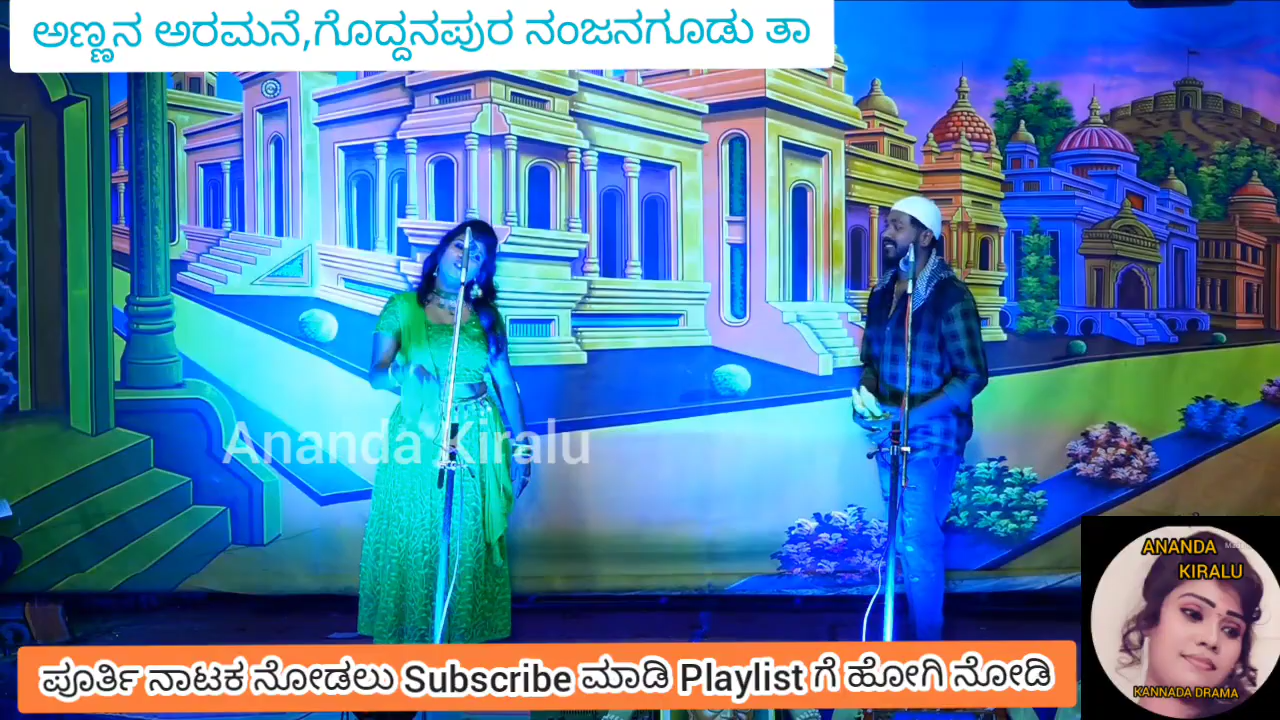 ಅಣ್ಣನ ಅರಮನೆ,ಗೊದ್ದನಪುರ ನಂಜನಗೂಡು ತಾ
Ananda Kiralu
ANANDA
KIRALU
KANNADA DRAMA
ಪೂರ್ತಿ ನಾಟಕ ನೋಡಲು Subscribe ಮಾಡಿ Playlist ಗೆ ಹೋಗಿ ನೋಡಿ